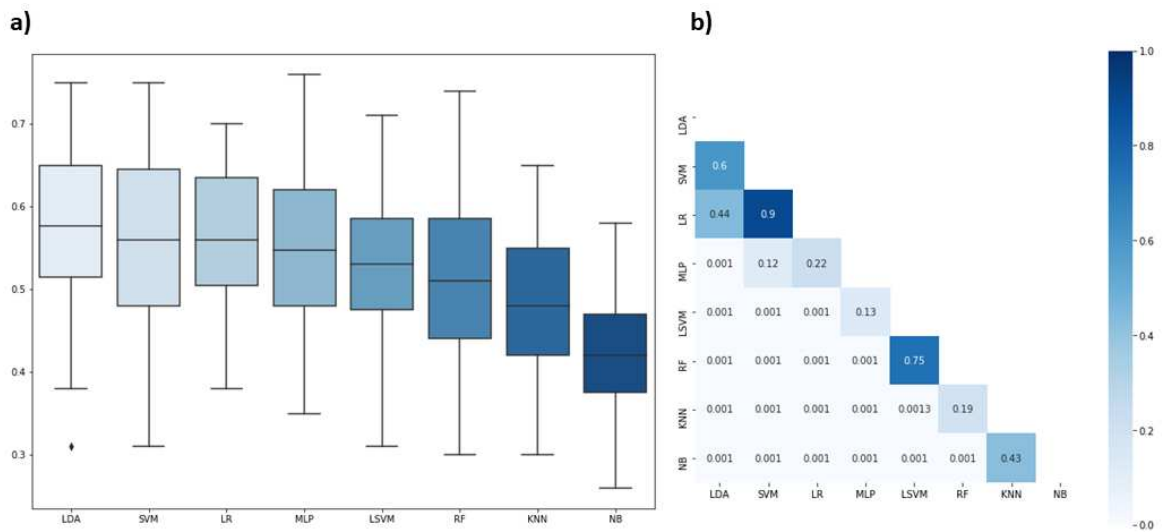 a)
0.7
0.6
0.5
0.4
0.3
LDA SVM LR MLP LSVM RF KNN NB
b)
LDA
SVM 0.6
LR 0.44 0.9
MLP 0.001 0.12 0.22
LSVM 0.001 0.001 0.001 0.13
RF 0.001 0.001 0.001 0.001 0.75
KNN 0.001 0.001 0.001 0.001 0.0013 0.19
NB 0.001 0.001 0.001 0.001 0.001 0.001 0.43
LDA SVM LR MLP LSVM RF KNN NB
1.0
0.8
0.6
0.4
0.2
0.0